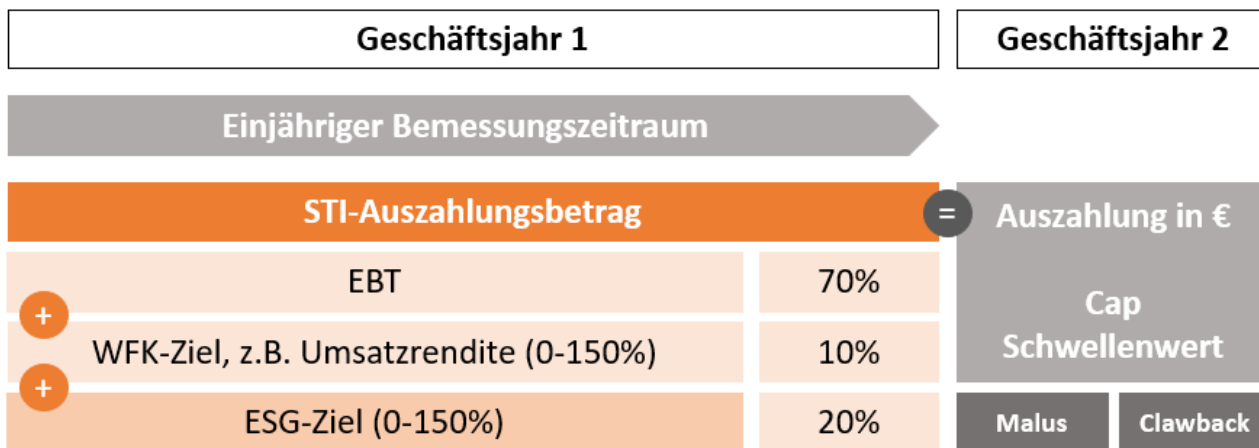 Geschäftsjahr 1
Geschäftsjahr 2
Einjähriger Bemessungszeitraum
STI-Auszahlungsbetrag
=
Auszahlung in €
EBT
70%
+
Cap
WFK-Ziel, z.B. Umsatzrendite (0-150%)
10%
Schwellenwert
+
ESG-Ziel (0-150%)
20%
Malus
Clawback